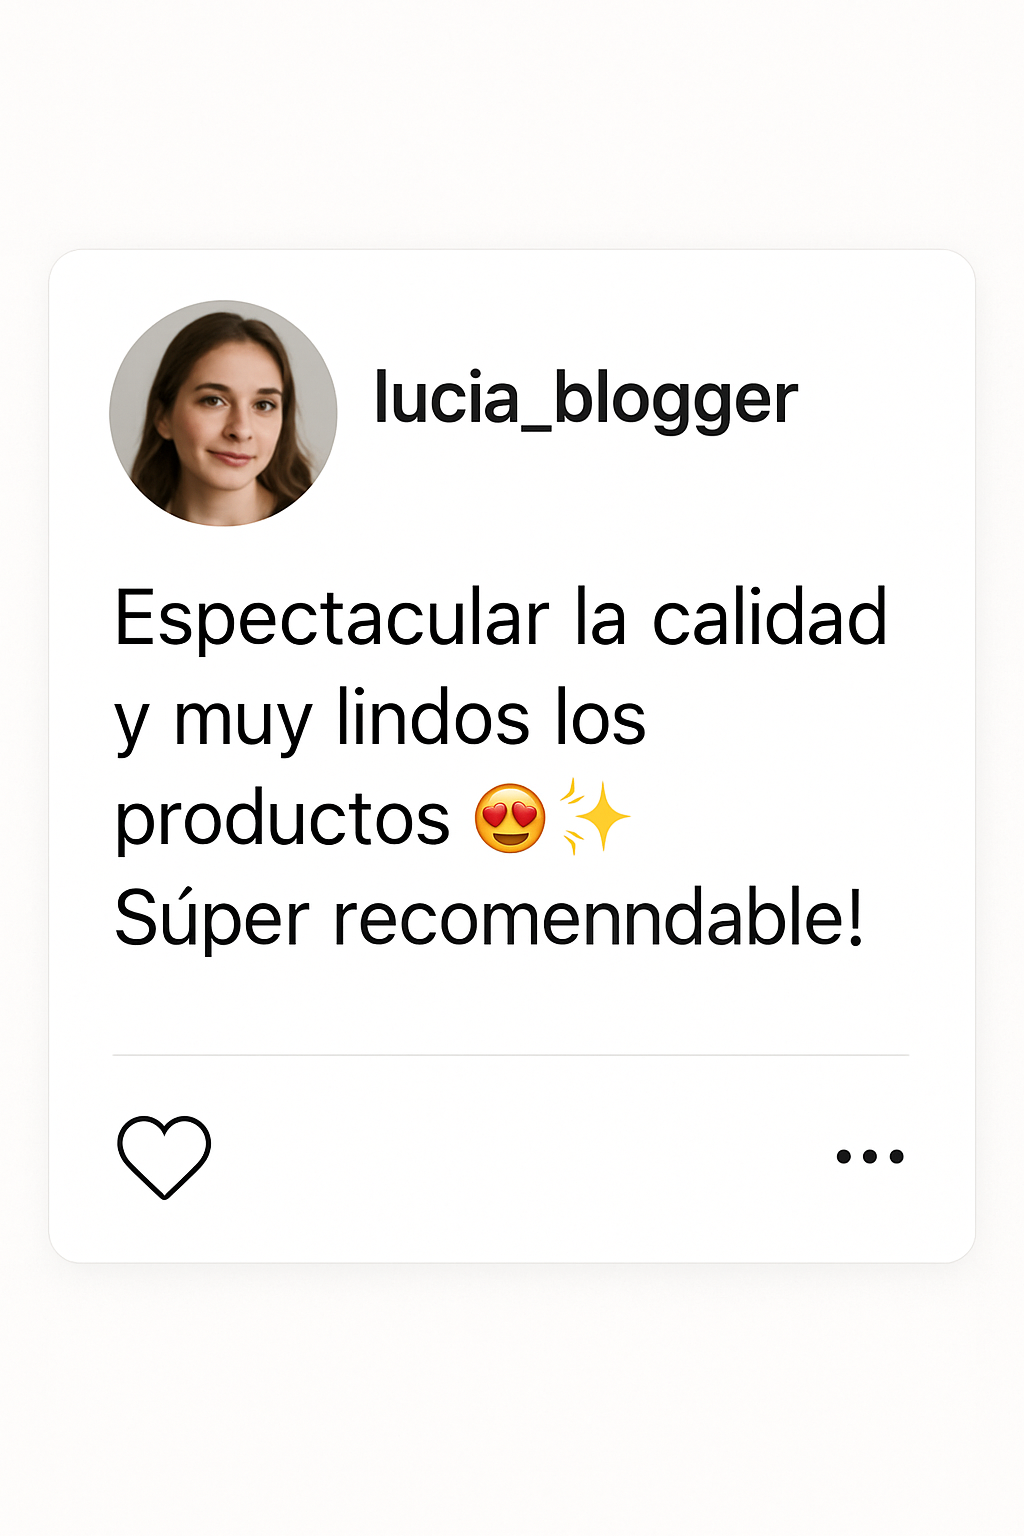 lucia_blogger
Espectacular la calidad
y muy lindos los
productos 😍✨
Súper recomenndable!